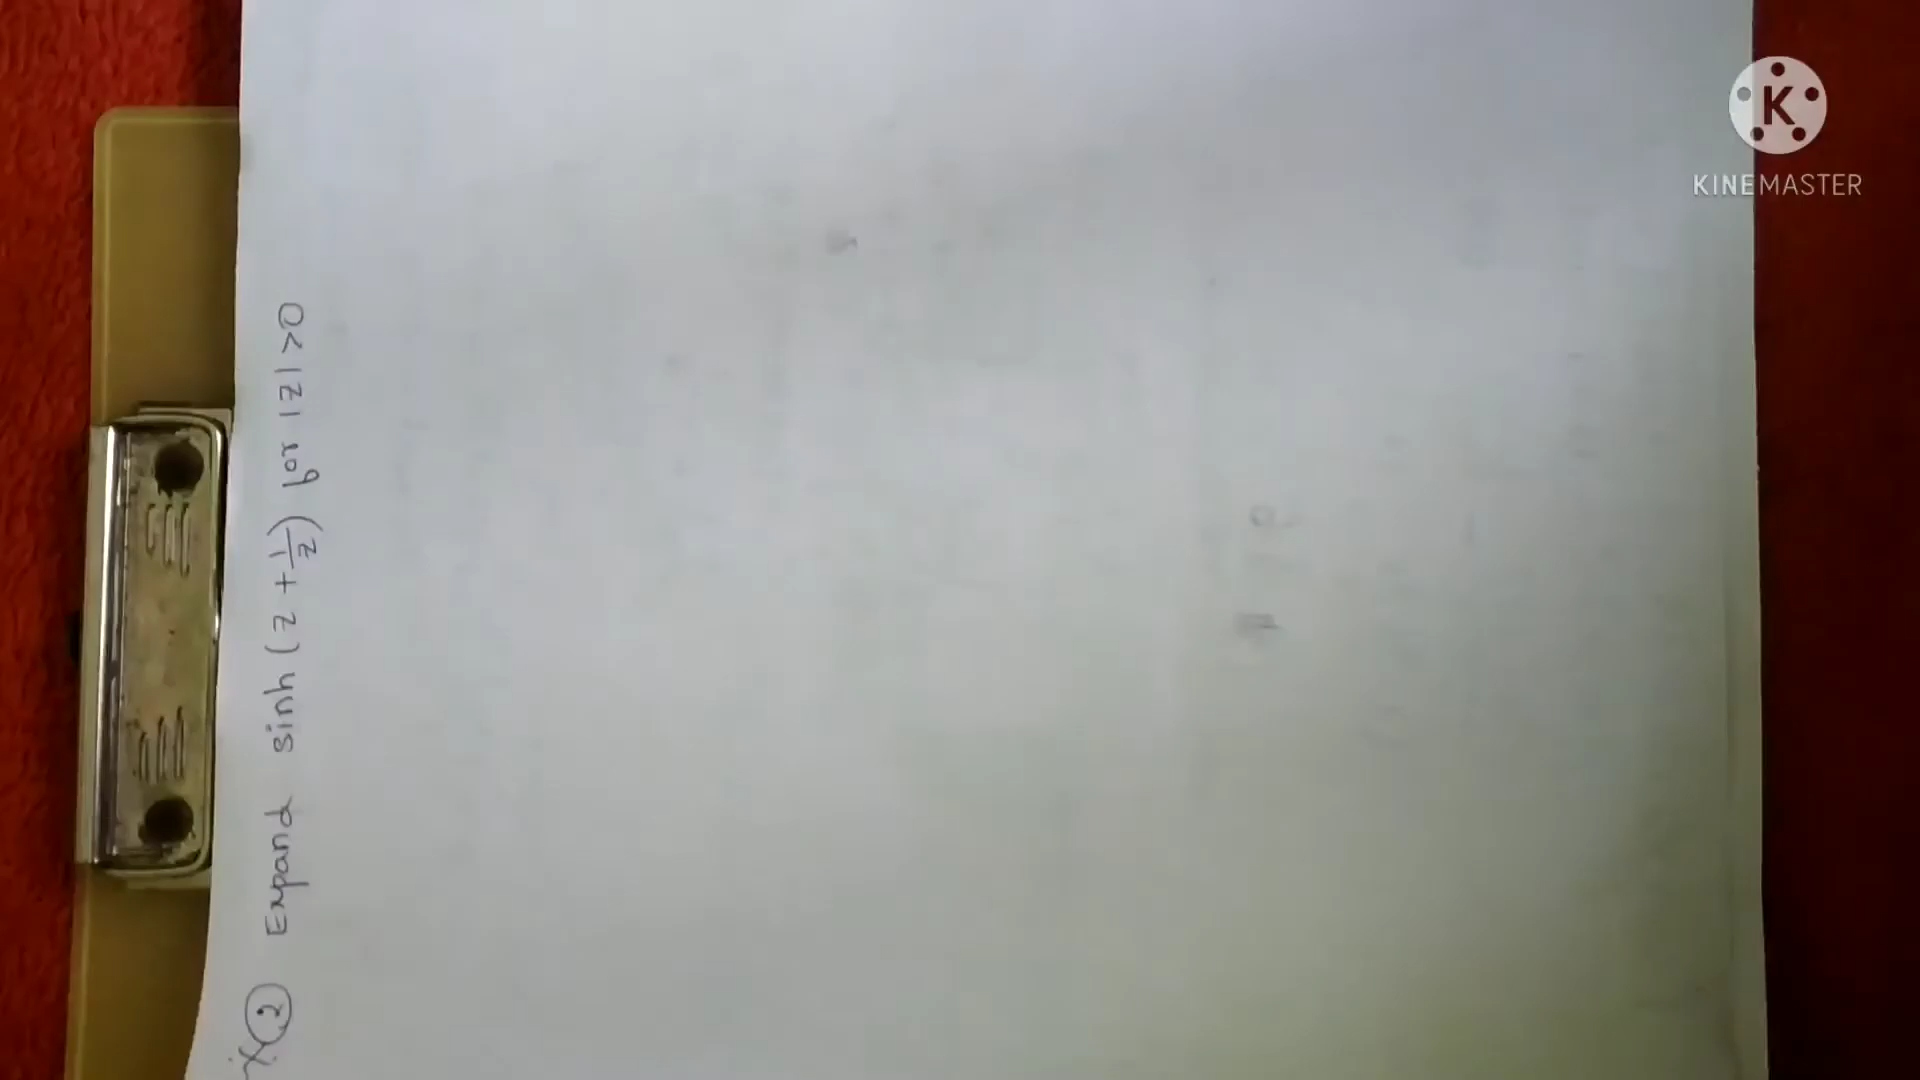 ② Expand sinh (z + 1/z) for |z| >0
KINEMASTER